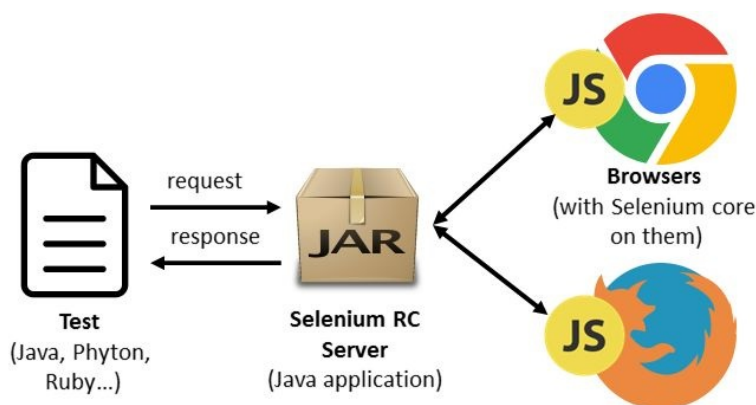 request
response
Test
(Java, Phyton,
Ruby...)
JAR
Selenium RC
Server
(Java application)
JS
Browsers
(with Selenium core
on them)
JS